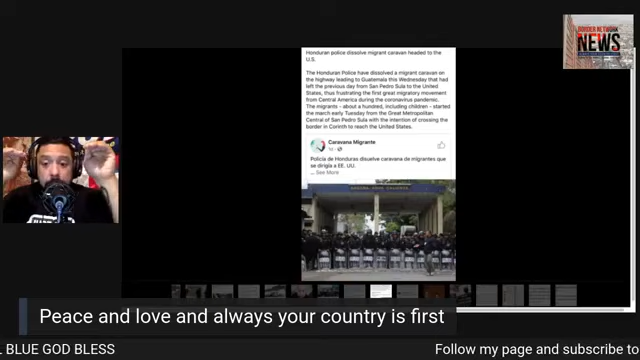 BORDER NETWORK
NEWS
Honduran police dissolve migrant caravan headed to the
U.S.
The Honduran Police have dissolved a migrant caravan on
the highway leading to Guatemala this Wednesday that had
left the previous day from San Pedro Sula to the United
States, thus frustrating the first great migratory movement
from Central America during the coronavirus pandemic.
The migrants - about a hundred, including children - started
the march early Tuesday from the Great Metropolitan
Central of San Pedro Sula with the intention of crossing the
border in Corinth to reach the United States.
Caravana Migrante
Policía de Honduras disuelve caravana de migrantes que
se dirigía a EE. UU.
... See More
Peace and love and always your country is first
BLUE GOD BLESS
Follow my page and subscribe to